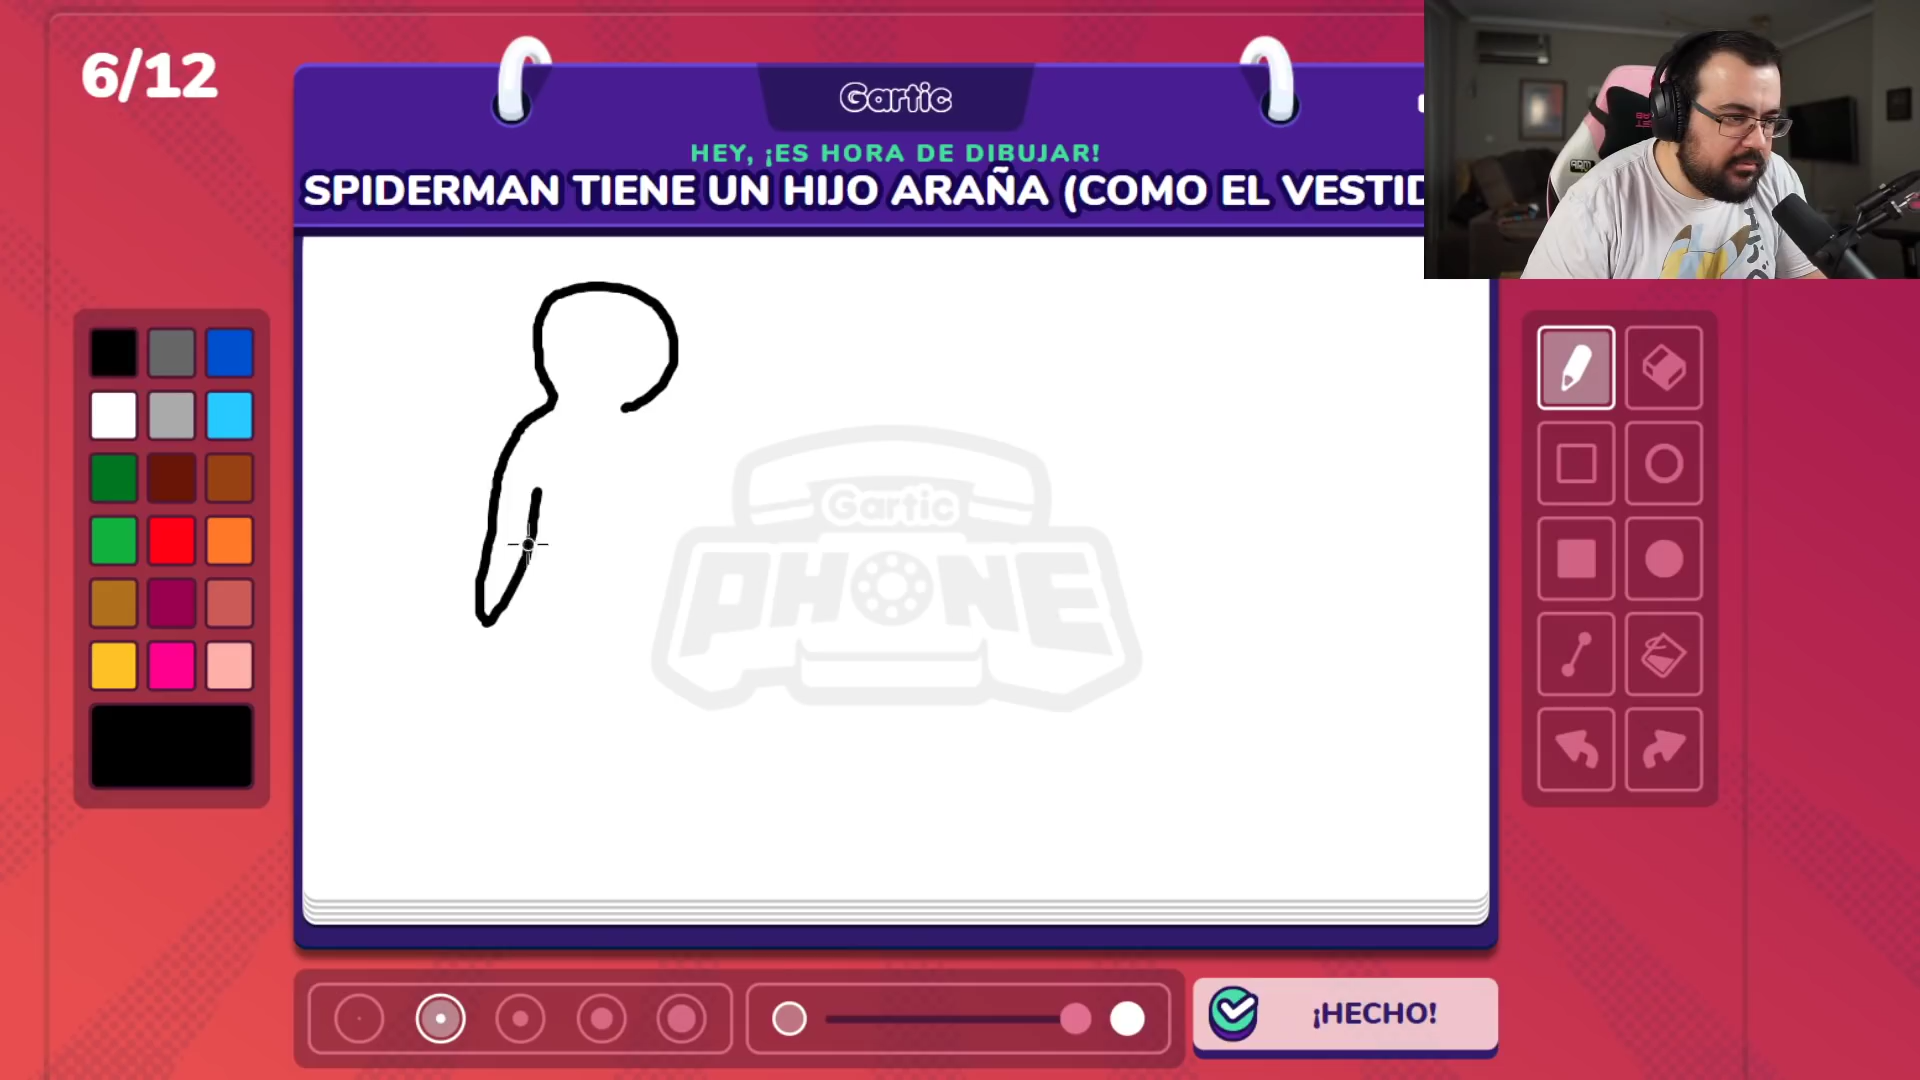 6/12
Gartic
HEY, ¡ES HORA DE DIBUJAR!
SPIDERMAN TIENE UN HIJO ARAÑA (COMO EL VESTID
Gartic
PHONE
¡HECHO!